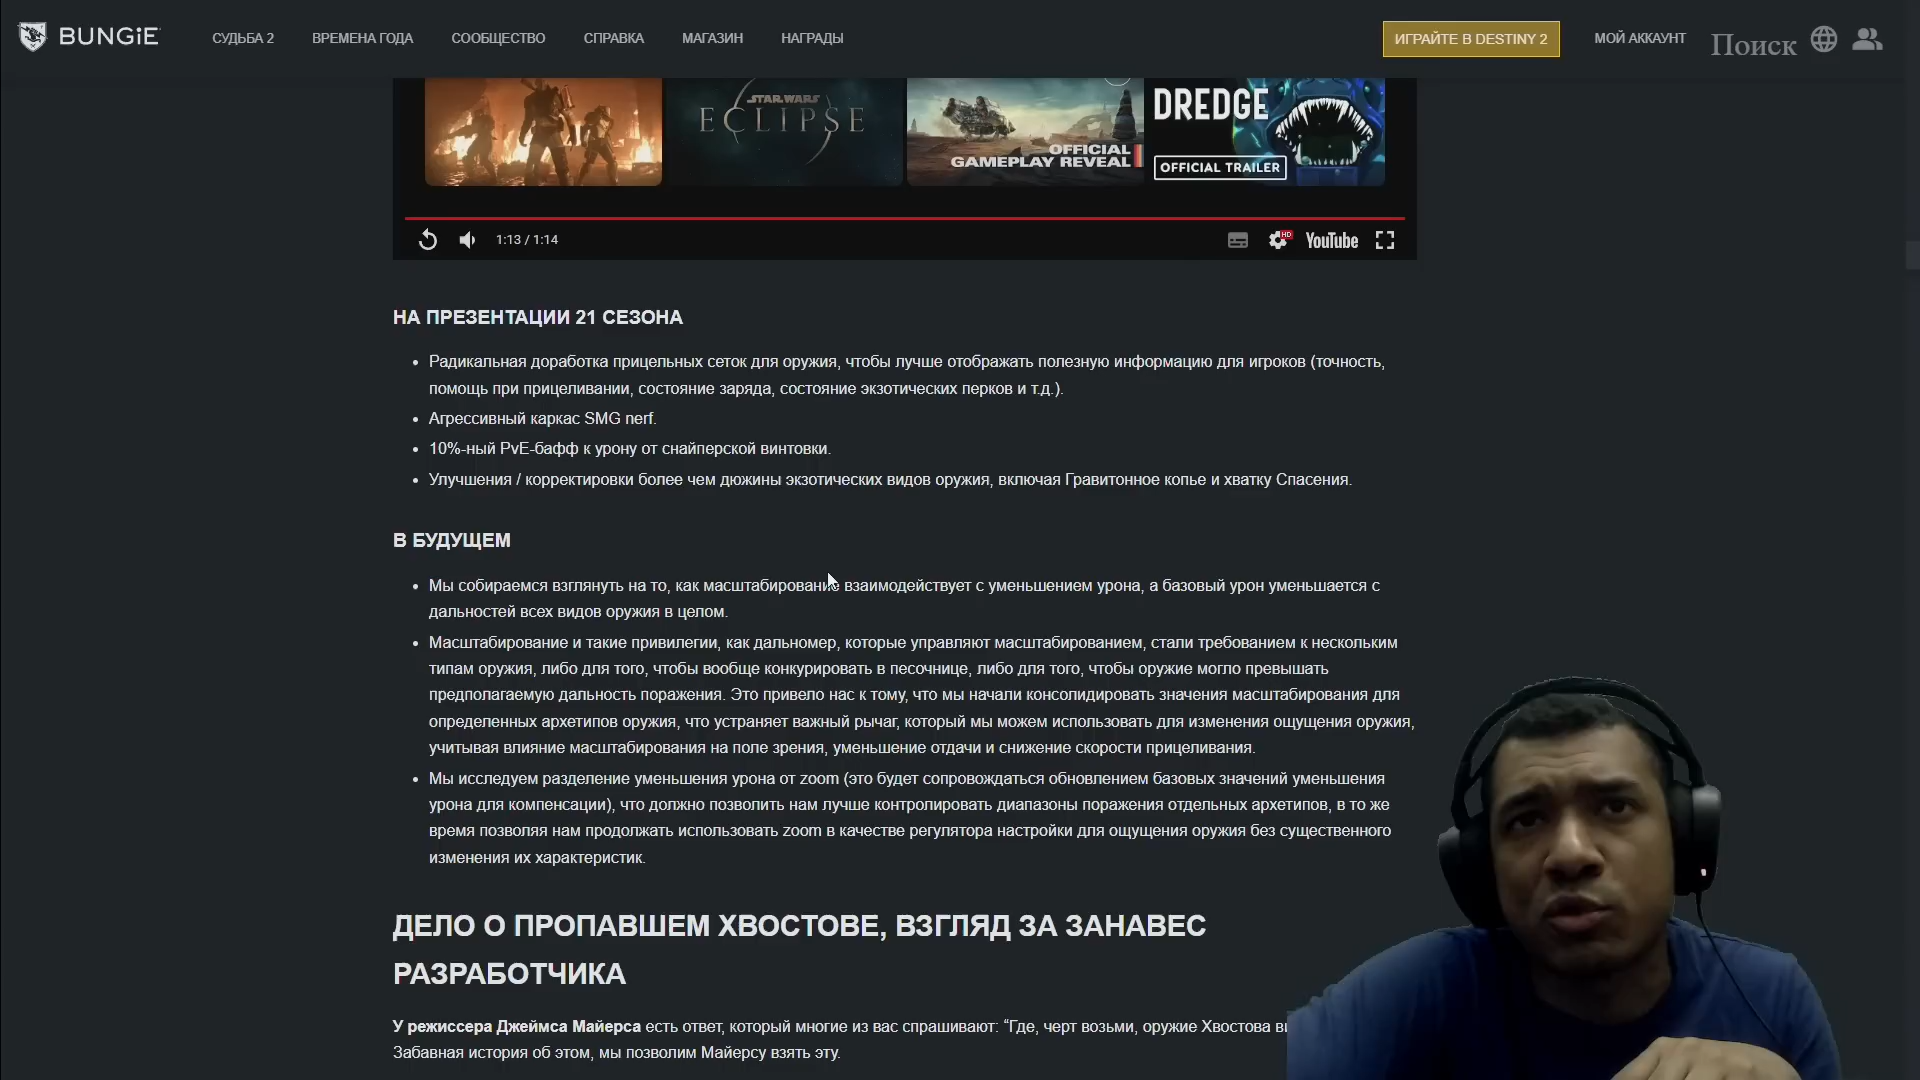 BUNGiE
СУДЬБА 2
ВРЕМЕНА ГОДА
СООБЩЕСТВО
СПРАВКА
МАГАЗИН
НАГРАДЫ
ИГРАЙТЕ В DESTINY 2
МОЙ АККАУНТ
Поиск
STAR WARS
ECLIPSE
OFFICIAL
GAMEPLAY REVEAL
DREDGE
OFFICIAL TRAILER
1:13 / 1:14
HD
YouTube
НА ПРЕЗЕНТАЦИИ 21 СЕЗОНА
• Радикальная доработка прицельных сеток для оружия, чтобы лучше отображать полезную информацию для игроков (точность,
помощь при прицеливании, состояние заряда, состояние экзотических перков и т.д.).
• Агрессивный каркас SMG nerf.
• 10%-ный PvE-бафф к урону от снайперской винтовки.
• Улучшения / корректировки более чем дюжины экзотических видов оружия, включая Гравитонное копье и хватку Спасения.
В БУДУЩЕМ
• Мы собираемся взглянуть на то, как масштабирование взаимодействует с уменьшением урона, а базовый урон уменьшается с
дальностей всех видов оружия в целом.
• Масштабирование и такие привилегии, как дальномер, которые управляют масштабированием, стали требованием к нескольким
типам оружия, либо для того, чтобы вообще конкурировать в песочнице, либо для того, чтобы оружие могло превышать
предполагаемую дальность поражения. Это привело нас к тому, что мы начали консолидировать значения масштабирования для
определенных архетипов оружия, что устраняет важный рычаг, который мы можем использовать для изменения ощущения оружия,
учитывая влияние масштабирования на поле зрения, уменьшение отдачи и снижение скорости прицеливания.
• Мы исследуем разделение уменьшения урона от zoom (это будет сопровождаться обновлением базовых значений уменьшения
урона для компенсации), что должно позволить нам лучше контролировать диапазоны поражения отдельных архетипов, в то же
время позволяя нам продолжать использовать zoom в качестве регулятора настройки для ощущения оружия без существенного
изменения их характеристик.
ДЕЛО О ПРОПАВШЕМ ХВОСТОВЕ, ВЗГЛЯД ЗА ЗАНАВЕС
РАЗРАБОТЧИКА
У режиссера Джеймса Майерса есть ответ, который многие из вас спрашивают: “Где, черт возьми, оружие Хвостова
Забавная история об этом, мы позволим Майерсу взять эту.